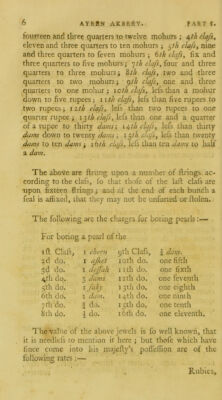 6 AYEEN AKBERY. PART I.
fourteen and three quarters to twelve mohurs; 4th class,
eleven and three quarters to ten mohurs; 5th class, nine
and three quarters to seven mohurs; 6th class, six and
three quarters to five mohurs; 7th class, four and three
quarters to three mohurs; 8th class, two and three
quarters to two mohurs; 9th class, one and three
quarters to one mohur; 10th class, less than a mohur
down to five rupees; 11th class, less than five rupees to
two rupees; 12th class, less than two rupees to one
quarter rupee; 13th class, less than one and a quarter
of a rupee to thirty dams; 14th class, less than thirty
dams down to twenty dams; 15th class, less than twenty
dams to ten dams; 16th class, less than ten dams to half
a dam.
The above are strung upon a number of strings, ac-
cording to the class, so that those of the last class are
upon sixteen strings; and at the end of each bunch a
seal is affixed, that they may not be unsorted or stolen.
The following are the charges for boring pearls:—
For boring a pearl of the
1st Class, 1 churn 9th Class, ¼ dam.
2d do. 1 10th do. one fifth
3d do. 1 11th do. one sixth
4th do. 3 dams 12th do. one seventh
5th do. 1 13th do. one eighth
6th do. 1 dam. 14th do. one ninth
7th do. do. 15th do. one tenth
8th do. ½ do. 16th do. one eleventh.
The value of the above jewels is so well known, that
it is needless to mention it here; but those which have
since come into his majesty's possession are of the
following rates:—
Rubies,